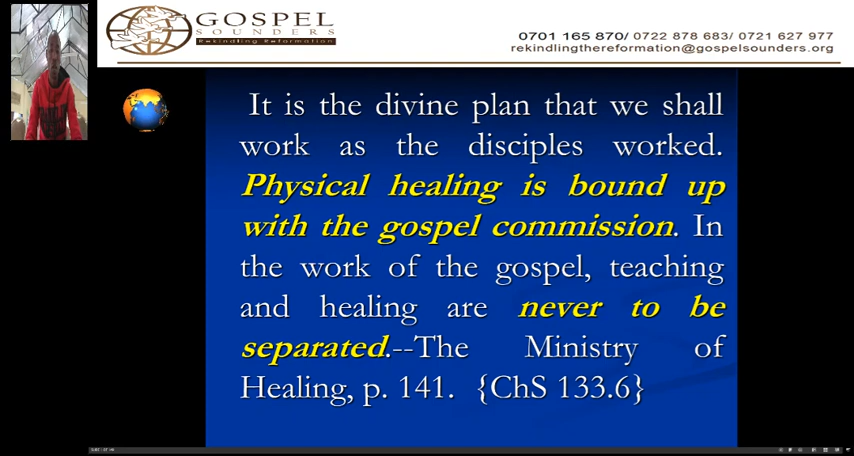 GOSPEL
SOUNDERS
Rekindling Reformation
0701 165 870/ 0722 878 683/ 0721 627 977
rekindlingthereformation@gospelsounders.org
It is the divine plan that we shall
work as the disciples worked.
Physical healing is bound up
with the gospel commission. In
the work of the gospel, teaching
and healing are never to be
separated.--The Ministry of
Healing, p. 141. {ChS 133.6}